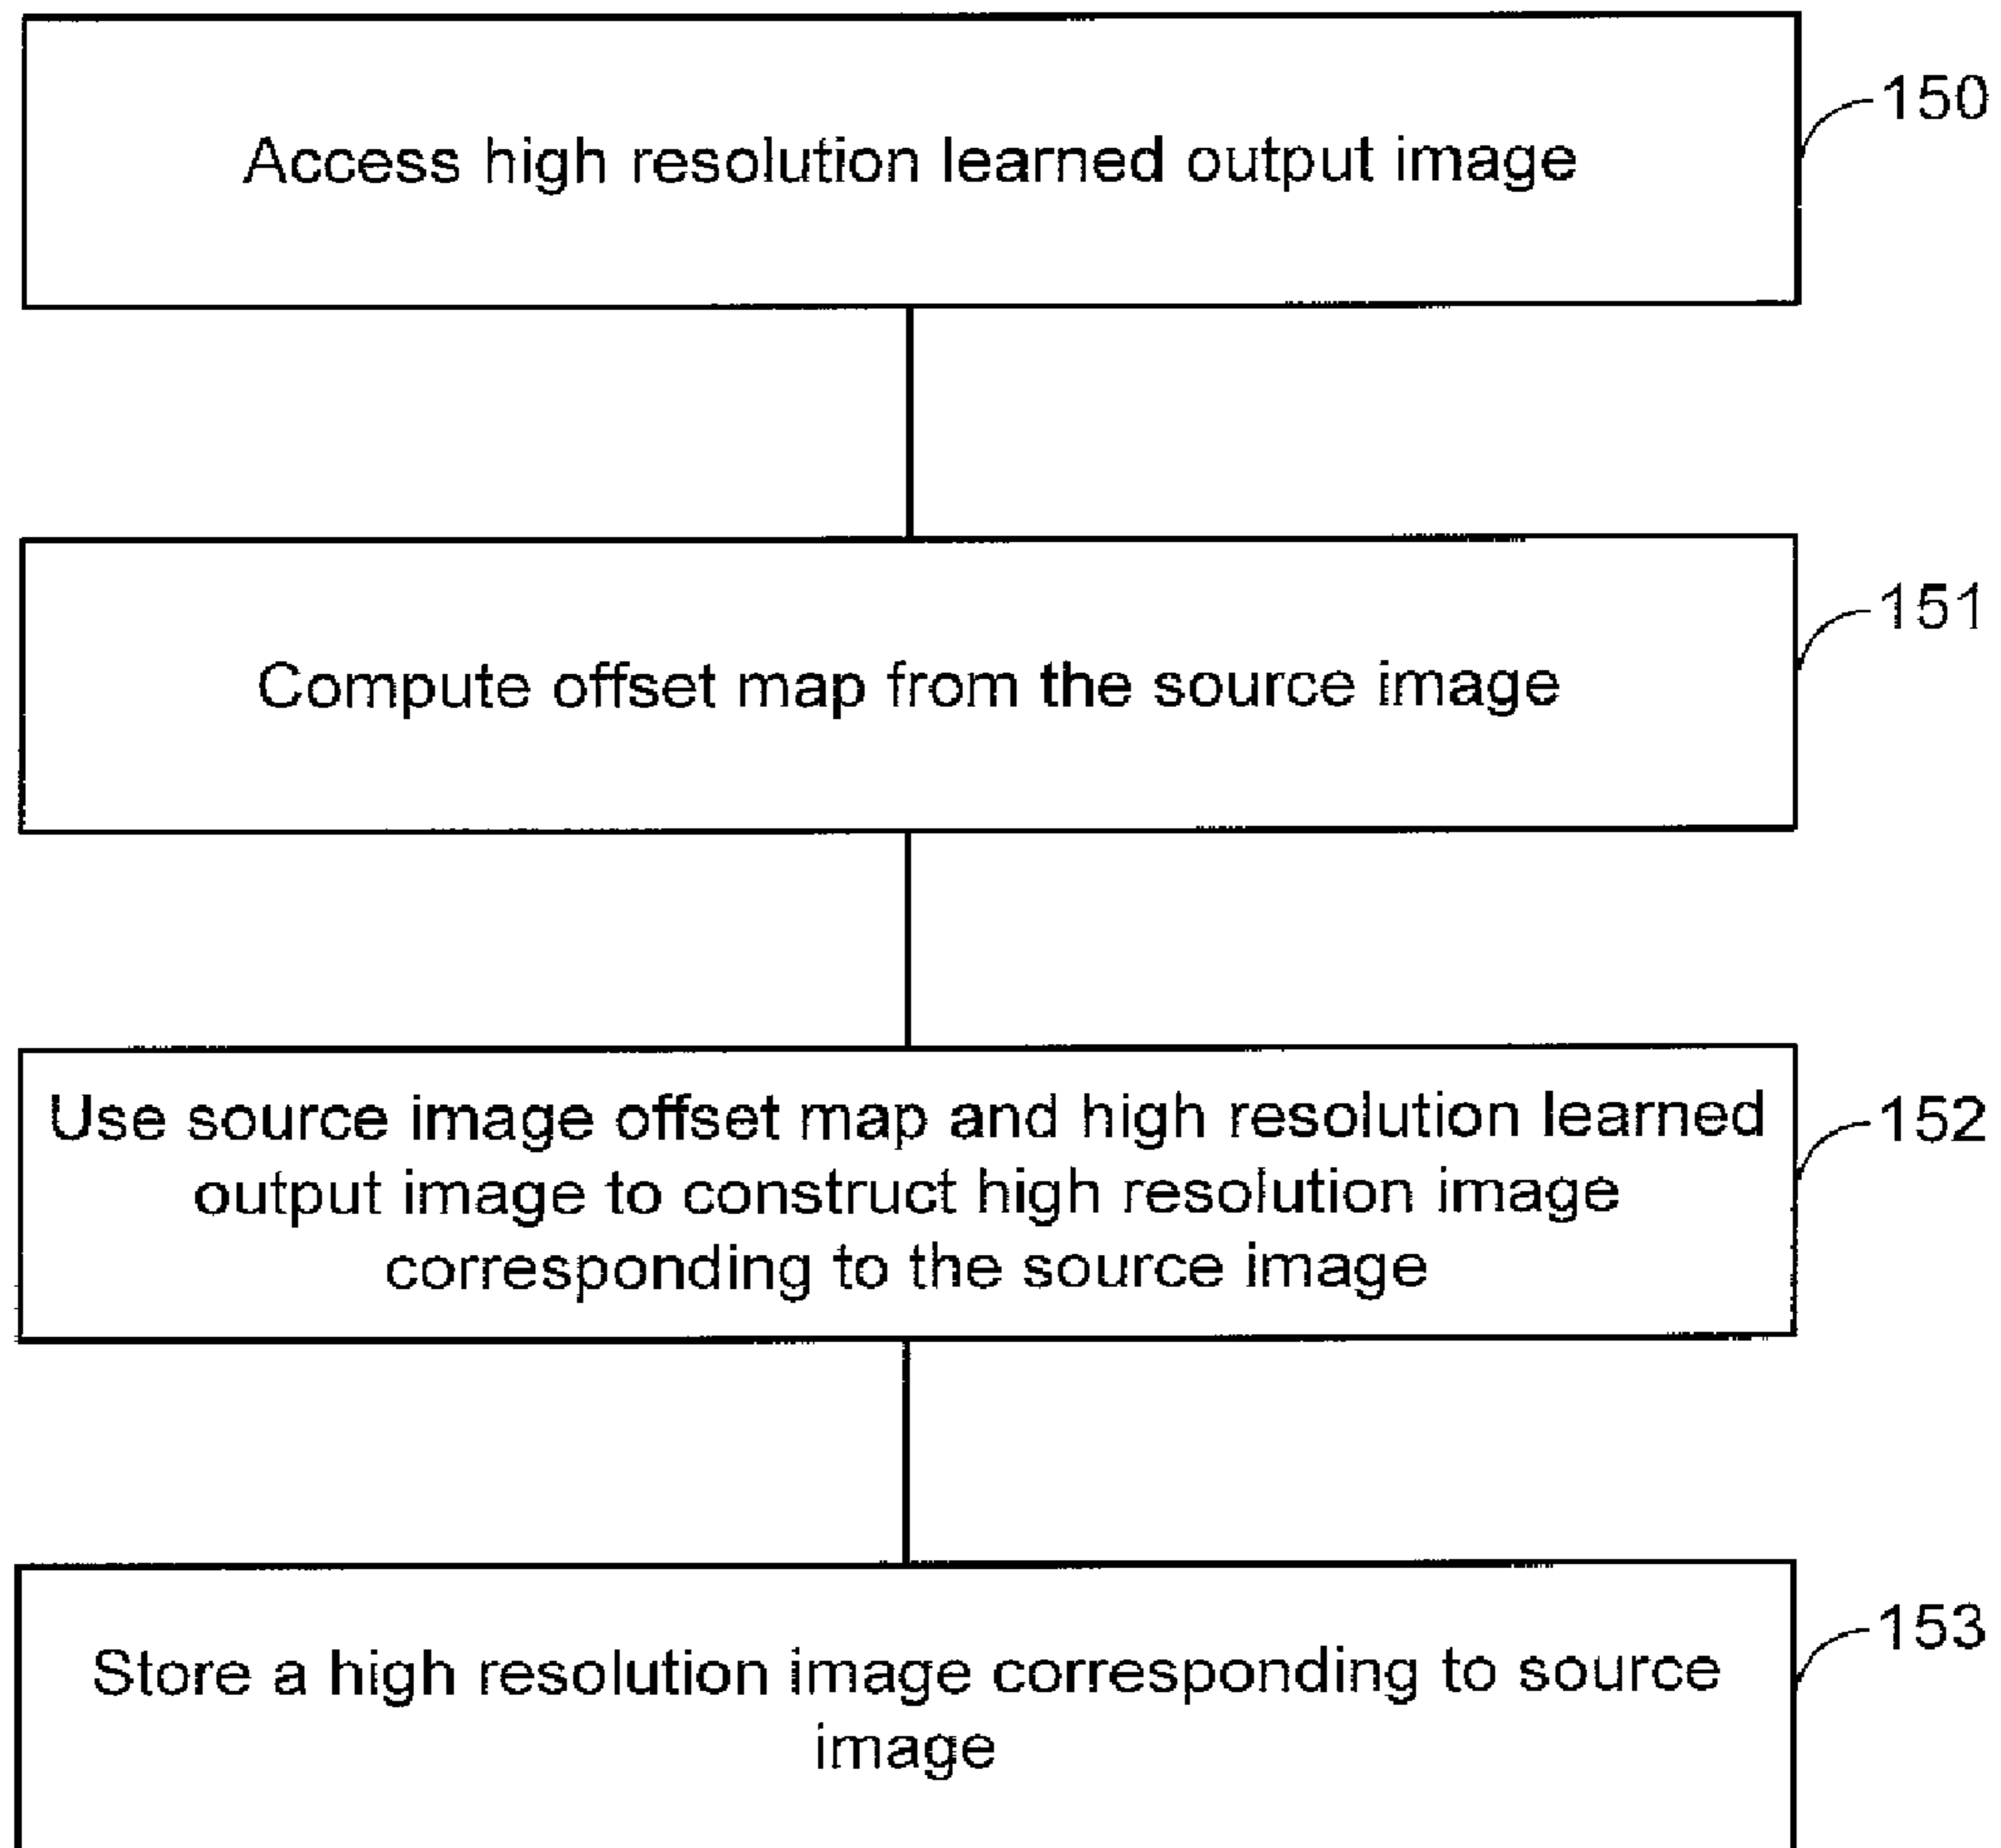 Access high resolution learned output image
150
Compute offset map from the source image
151
Use source image offset map and high resolution learned
output image to construct high resolution image
corresponding to the source image
152
Store a high resolution image corresponding to source
image
153